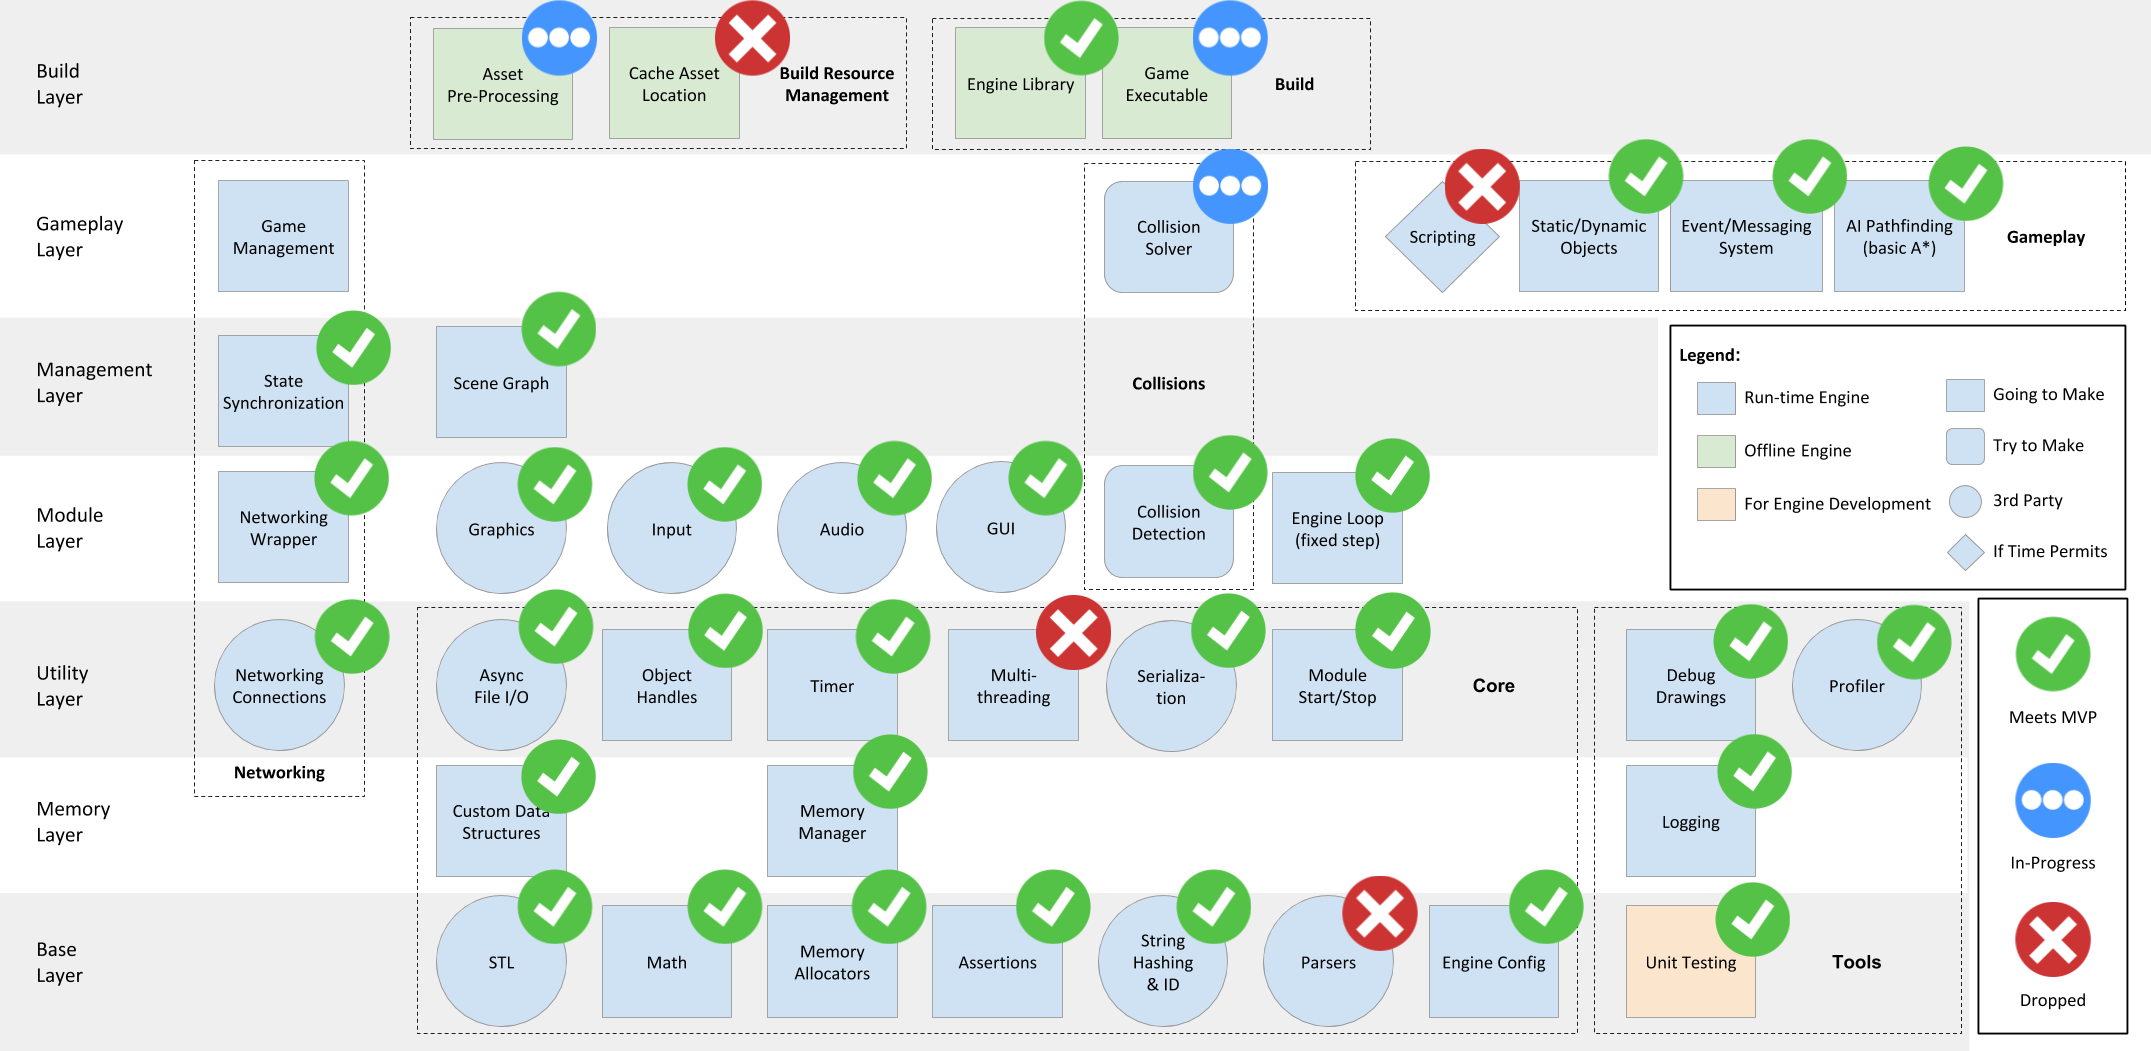 Build
Layer
Asset
Pre-Processing
Cache Asset
Location
Build Resource
Management
Engine Library
Game
Executable
Build
Gameplay
Layer
Game
Management
Collision
Solver
Scripting
Static/Dynamic
Objects
Event/Messaging
System
AI Pathfinding
(basic A*)
Gameplay
Management
Layer
State
Synchronization
Scene Graph
Collisions
Legend:
Run-time Engine
Going to Make
Offline Engine
Try to Make
For Engine Development
3rd Party
If Time Permits
Module
Layer
Networking
Wrapper
Graphics
Input
Audio
GUI
Collision
Detection
Engine Loop
(fixed step)
Utility
Layer
Networking
Connections
Async
File I/O
Object
Handles
Timer
Multi-
threading
Serializa-
tion
Module
Start/Stop
Core
Debug
Drawings
Profiler
Meets MVP
Networking
Memory
Layer
Custom Data
Structures
Memory
Manager
Logging
In-Progress
Base
Layer
STL
Math
Memory
Allocators
Assertions
String
Hashing
& ID
Parsers
Engine Config
Unit Testing
Tools
Dropped